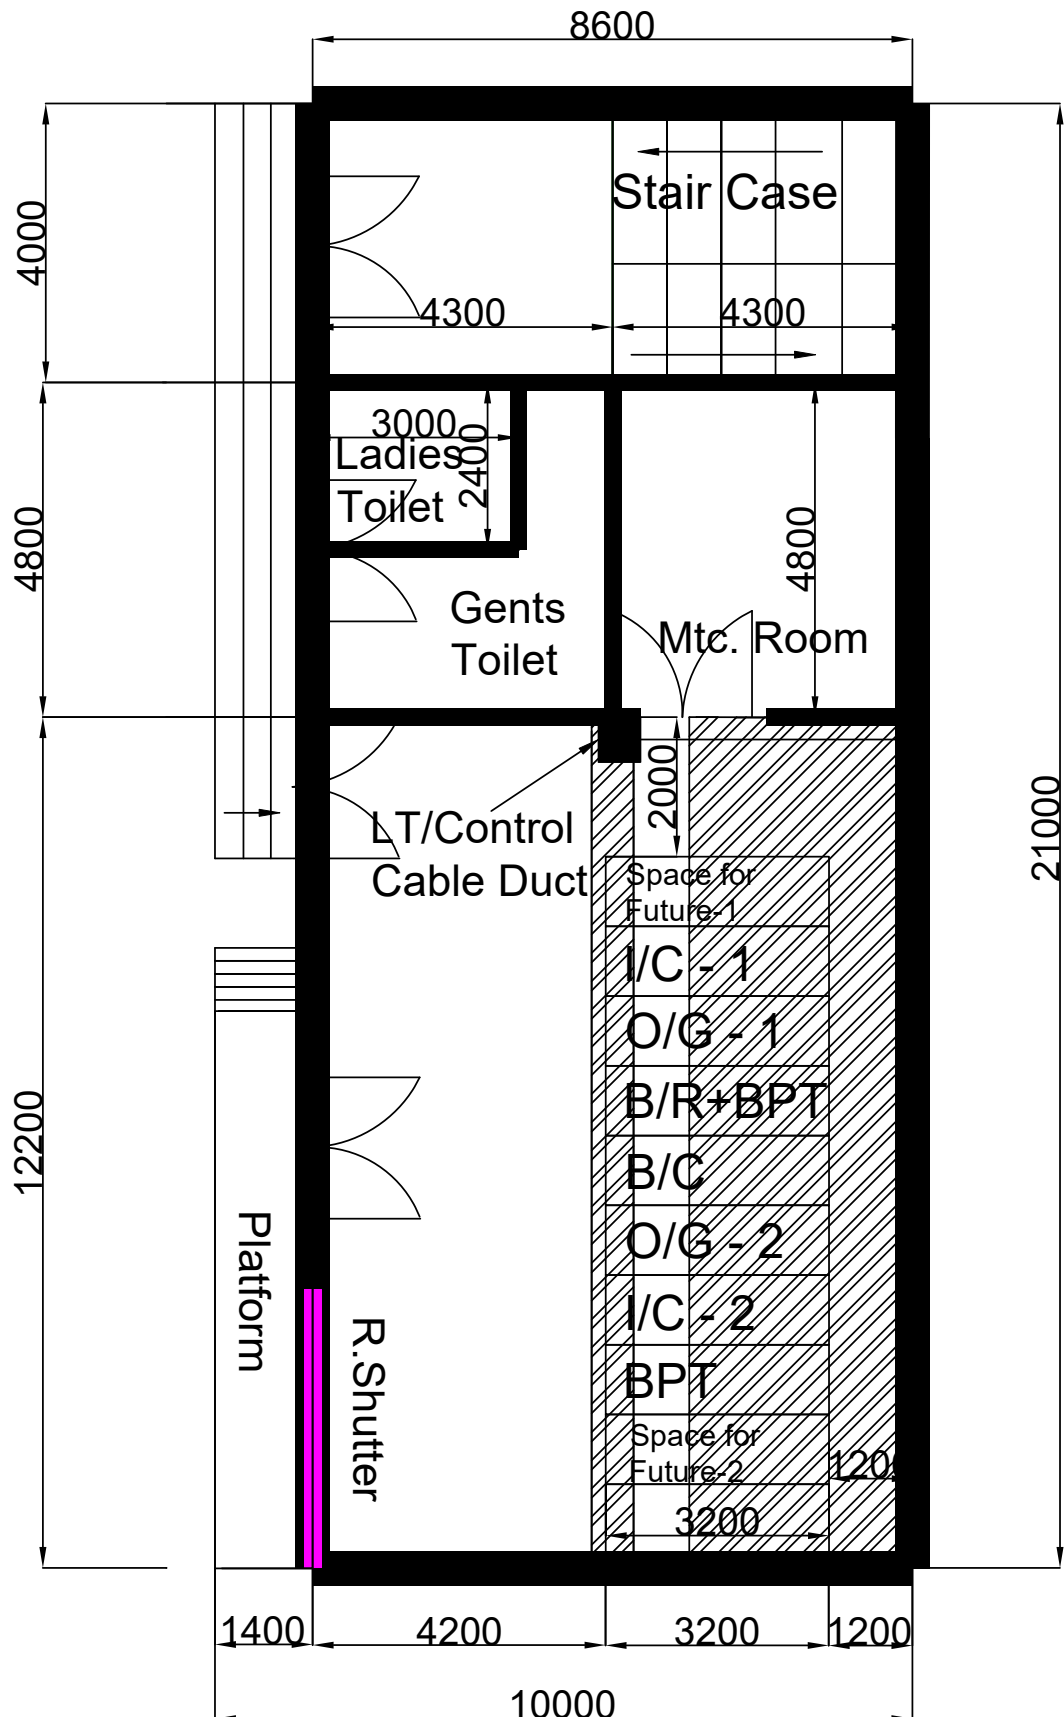 8600
Stair Case
4000
4300
4300
3000
Ladies
Toilet
2400
4800
4800
Gents
Toilet
Mtc. Room
2000
21000
LT/Control
Cable Duct
Space for
Future-1
I/C - 1
O/G - 1
B/R+BPT
B/C
O/G - 2
I/C - 2
BPT
Space for
Future-2
12200
Platform
R.Shutter
1200
3200
1400
4200
3200
1200
10000